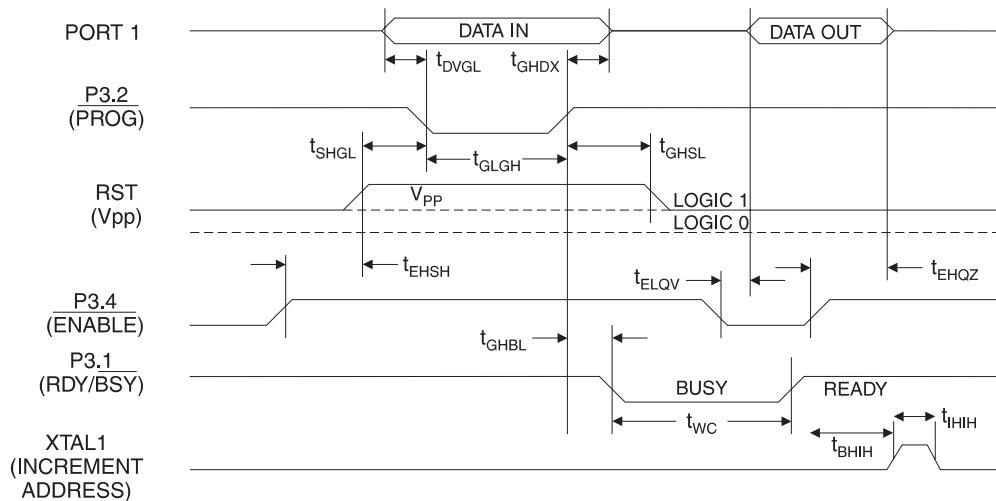 PORT 1
DATA IN
DATA OUT
tDVGL
tGHDX
P3.2
(PROG)
tSHGL
tGLGH
tGHSL
RST
(Vpp)
VPP
LOGIC 1
LOGIC 0
tEHSH
tELQV
tEHQZ
P3.4
(ENABLE)
tGHBL
P3.1
(RDY/BSY)
BUSY
READY
tWC
tIHIH
tBHIH
XTAL1
(INCREMENT
ADDRESS)